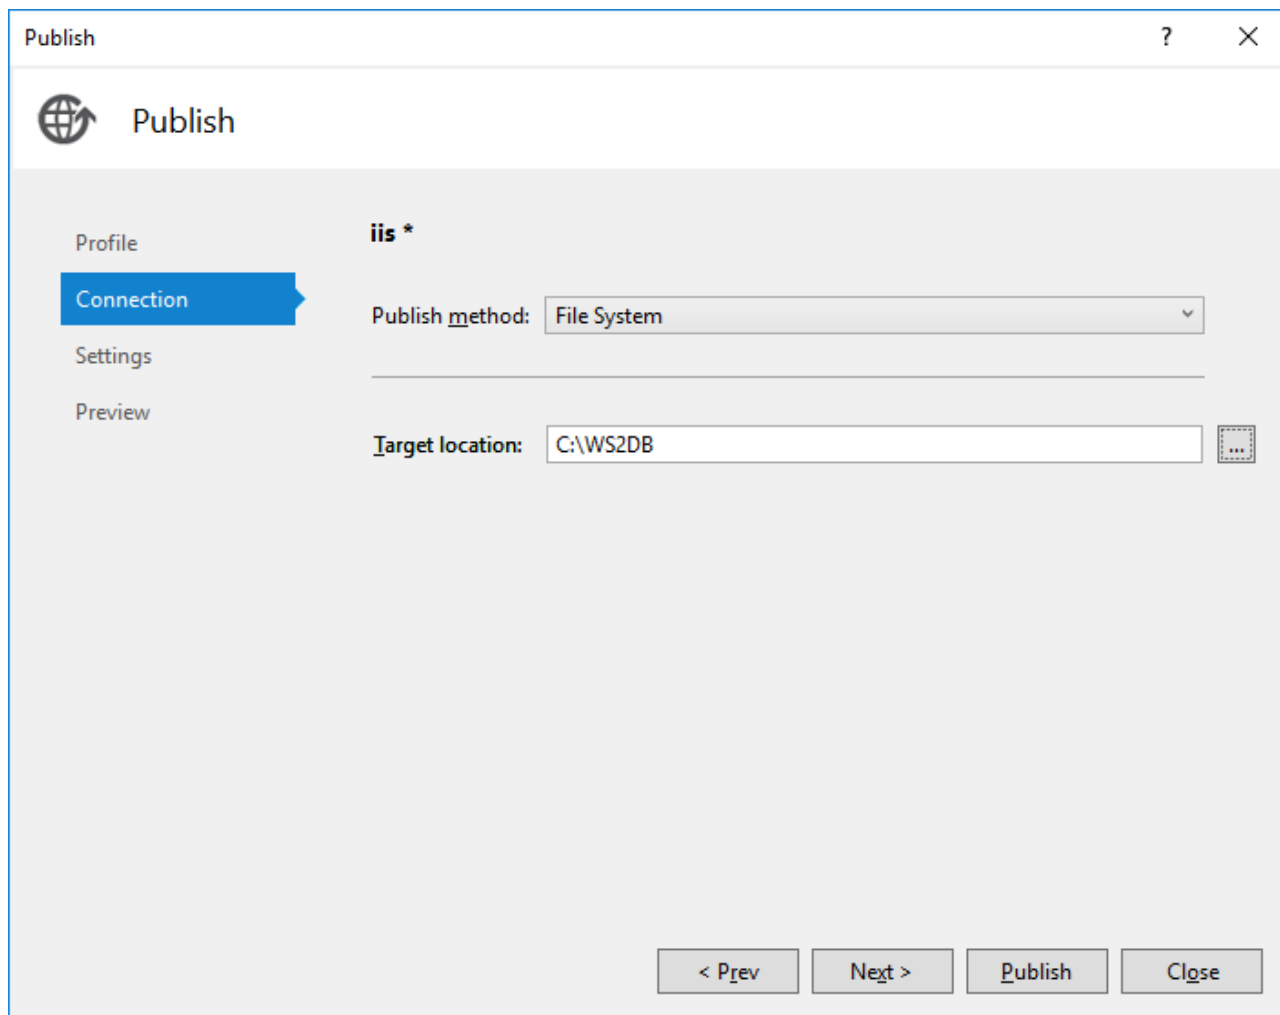 Publish
?
Publish
Profile
Connection
Settings
Preview
iis *
Publish method: File System
Target location: C:\WS2DB
...
< Prev
Next >
Publish
Close